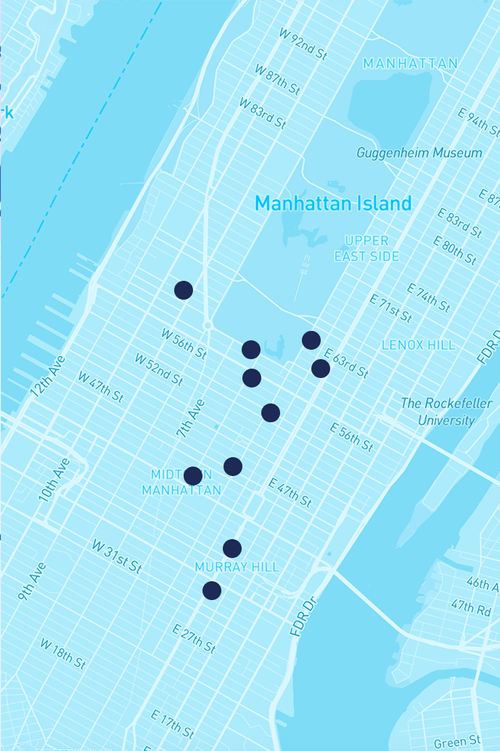 W 92nd St
MANHATTAN
W 87th St
W 83rd St
rk
E 94th St
Guggenheim Museum
Manhattan Island
E 87
E 83rd St
UPPER
EAST SIDE
E 80th St
E 74th St
E 71st St
W 56th St
LENOX HILL
FDR D
E 63rd St
W 52nd St
12th Ave
W 47th St
7th Ave
The Rockefeller
University
E 56th St
10th Ave
MANHATTAN
E 47th St
W 31st St
MURRAY HILL
9th Ave
46th A
47th Rd
FDR Dr
E 27th St
W 18th St
E 17th St
Green St